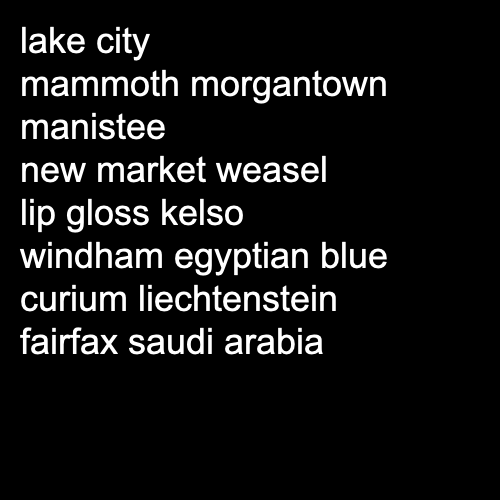 lake city
mammoth morgantown
manistee
new market weasel
lip gloss kelso
windham egyptian blue
curium liechtenstein
fairfax saudi arabia